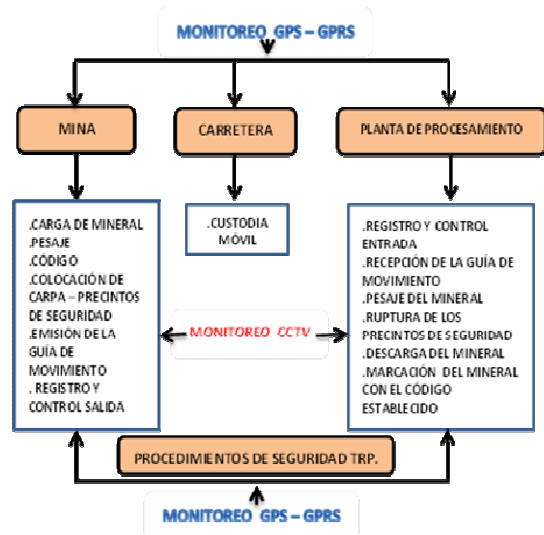 MONITOREO GPS – GPRS
MINA
CARRETERA
PLANTA DE PROCESAMIENTO
.CARGA DE MINERAL
.PESAJE
.CÓDIGO
.COLOCACIÓN DE
CARPA – PRECINTOS
DE SEGURIDAD
.EMISIÓN DE LA
GUÍA DE
MOVIMIENTO
. REGISTRO Y
CONTROL SALIDA
.CUSTODIA
MÓVIL
.REGISTRO Y CONTROL
ENTRADA
.RECEPCIÓN DE LA GUÍA DE
MOVIMIENTO
.PESAJE DEL MINERAL
.RUPTURA DE LOS
PRECINTOS DE SEGURIDAD
.DESCARGA DEL MINERAL
.MARCACIÓN DEL MINERAL
CON EL CÓDIGO
ESTABLECIDO
MONITOREO CCTV
PROCEDIMIENTOS DE SEGURIDAD TRP.
MONITOREO GPS – GPRS